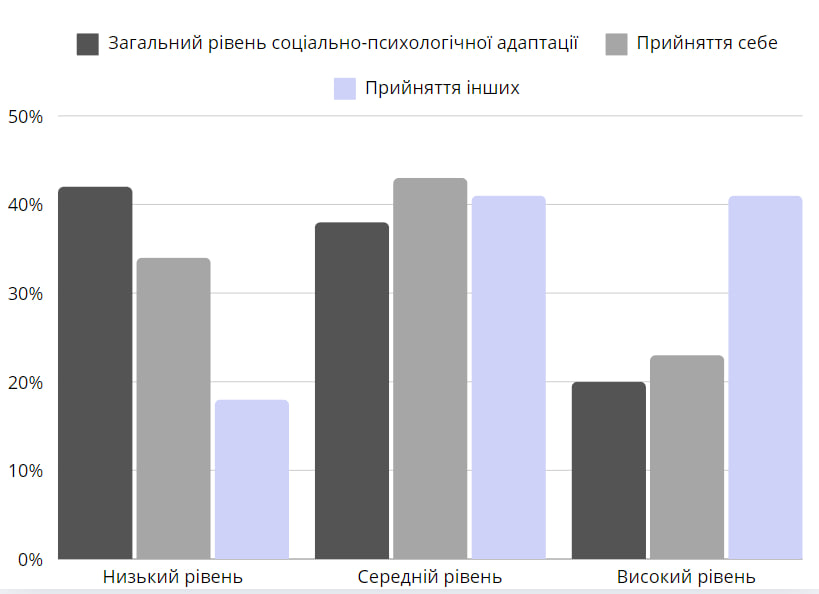 Загальний рівень соціально-психологічної адаптації Прийняття себе
Прийняття інших
50%
40%
30%
20%
10%
0%
Низький рівень Середній рівень Високий рівень